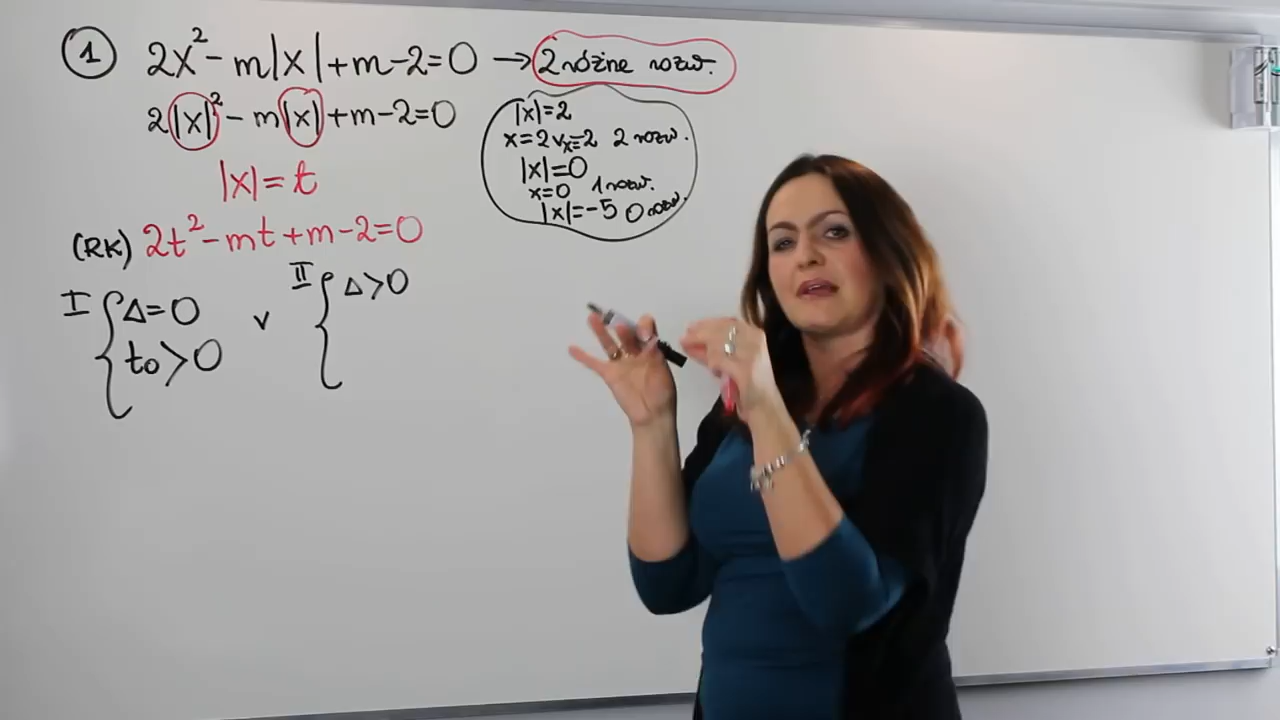 ① 2x² - m|x| + m - 2 = 0 → 2 różne rozw.
2|x|² - m|x| + m - 2 = 0
|x| = t
(RK) 2t² - mt + m - 2 = 0
I { Δ = 0
t₀ > 0
v
II { Δ > 0
|x| = 2
x = 2 v x = -2 2 rozw.
|x| = 0
x = 0 1 rozw.
|x| = -5 0 rozw.